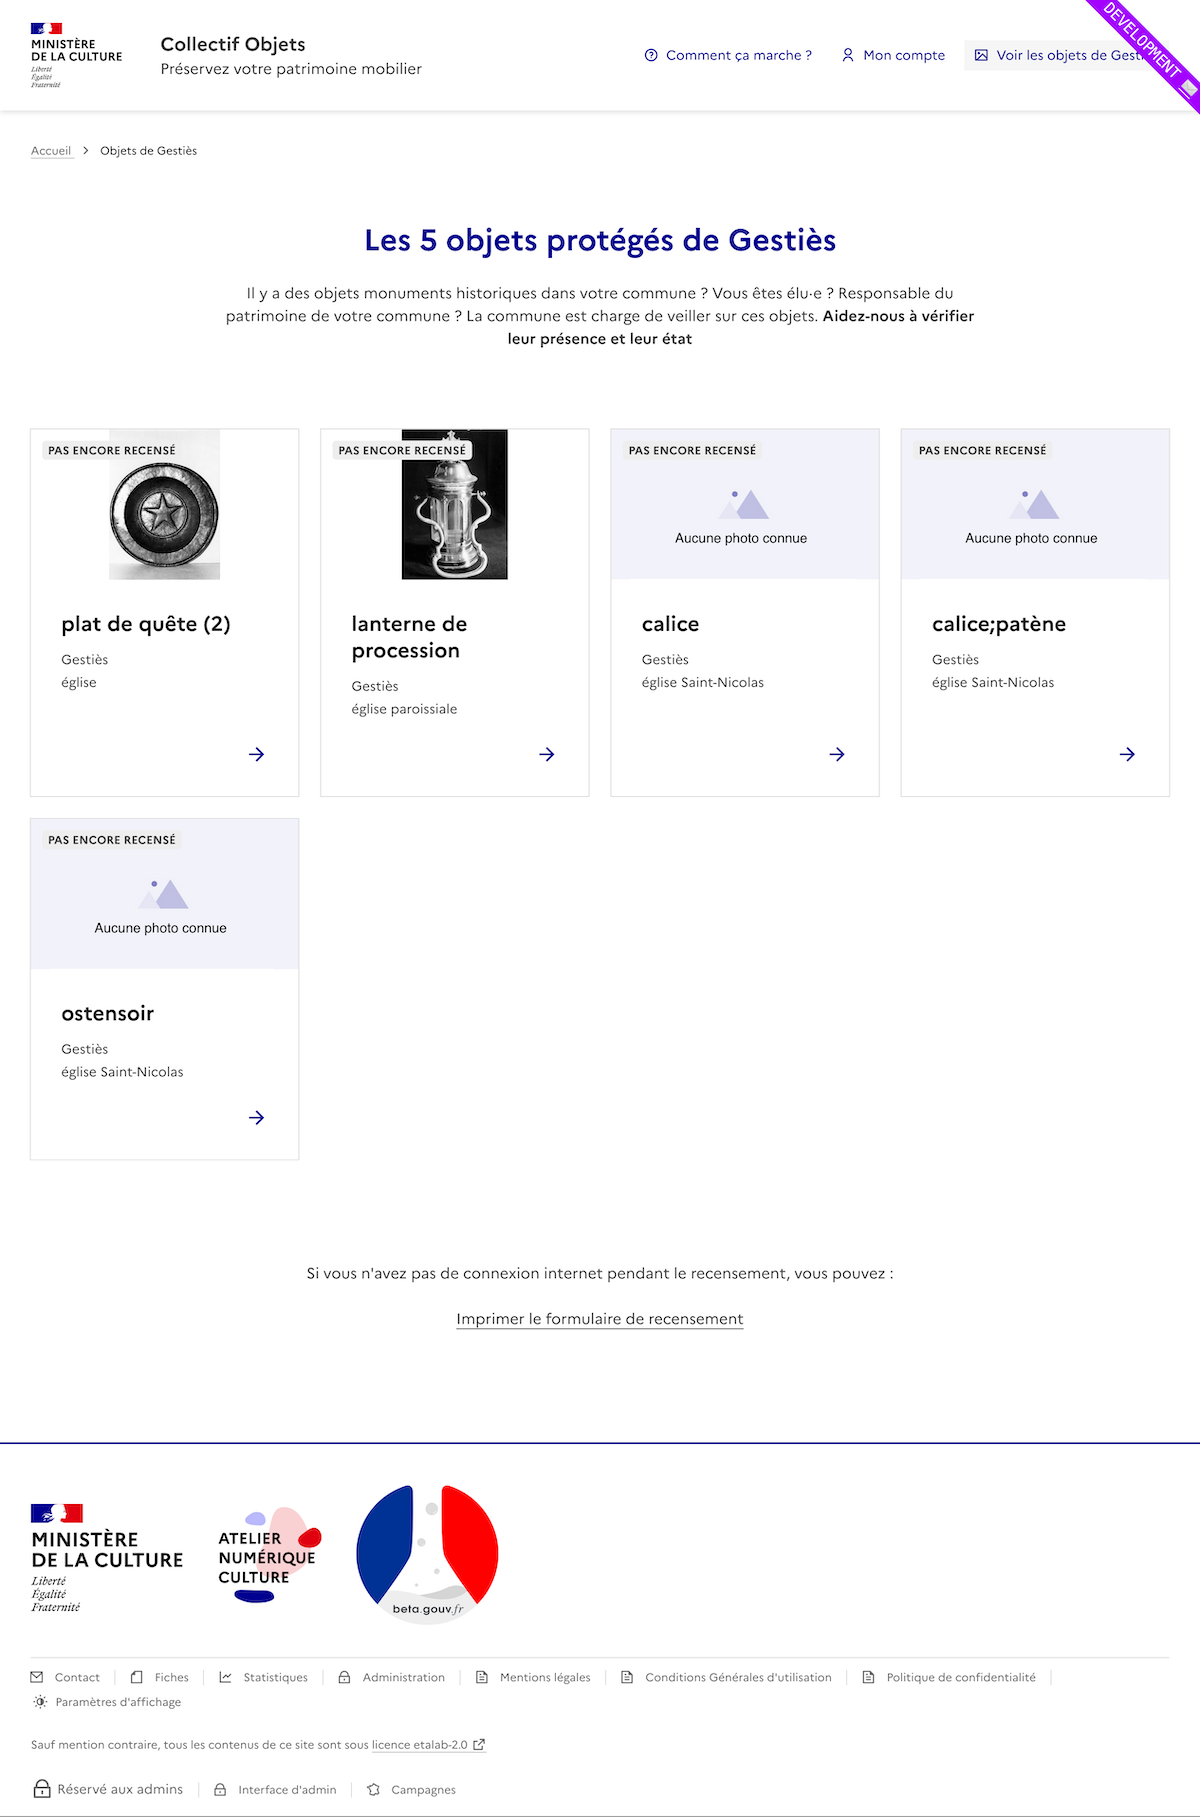 MINISTÈRE
DE LA CULTURE
Liberté
Égalité
Fraternité
Collectif Objets
Préservez votre patrimoine mobilier
Comment ça marche ?
Mon compte
Voir les objets de Gesti
DEVELOPMENT
Accueil
Objets de Gestiès
Les 5 objets protégés de Gestiès
Il y a des objets monuments historiques dans votre commune ? Vous êtes élu·e ? Responsable du
patrimoine de votre commune ? La commune est charge de veiller sur ces objets. Aidez-nous à vérifier
leur présence et leur état
PAS ENCORE RECENSÉ
plat de quête (2)
Gestiès
église
PAS ENCORE RECENSÉ
lanterne de
procession
Gestiès
église paroissiale
PAS ENCORE RECENSÉ
Aucune photo connue
calice
Gestiès
église Saint-Nicolas
PAS ENCORE RECENSÉ
Aucune photo connue
calice;patène
Gestiès
église Saint-Nicolas
PAS ENCORE RECENSÉ
Aucune photo connue
ostensoir
Gestiès
église Saint-Nicolas
Si vous n'avez pas de connexion internet pendant le recensement, vous pouvez :
Imprimer le formulaire de recensement
MINISTÈRE
DE LA CULTURE
Liberté
Égalité
Fraternité
ATELIER
NUMÉRIQUE
CULTURE
beta.gouv.fr
Contact
Fiches
Statistiques
Administration
Mentions légales
Conditions Générales d'utilisation
Politique de confidentialité
Paramètres d'affichage
Sauf mention contraire, tous les contenus de ce site sont sous licence etalab-2.0
Réservé aux admins
Interface d'admin
Campagnes